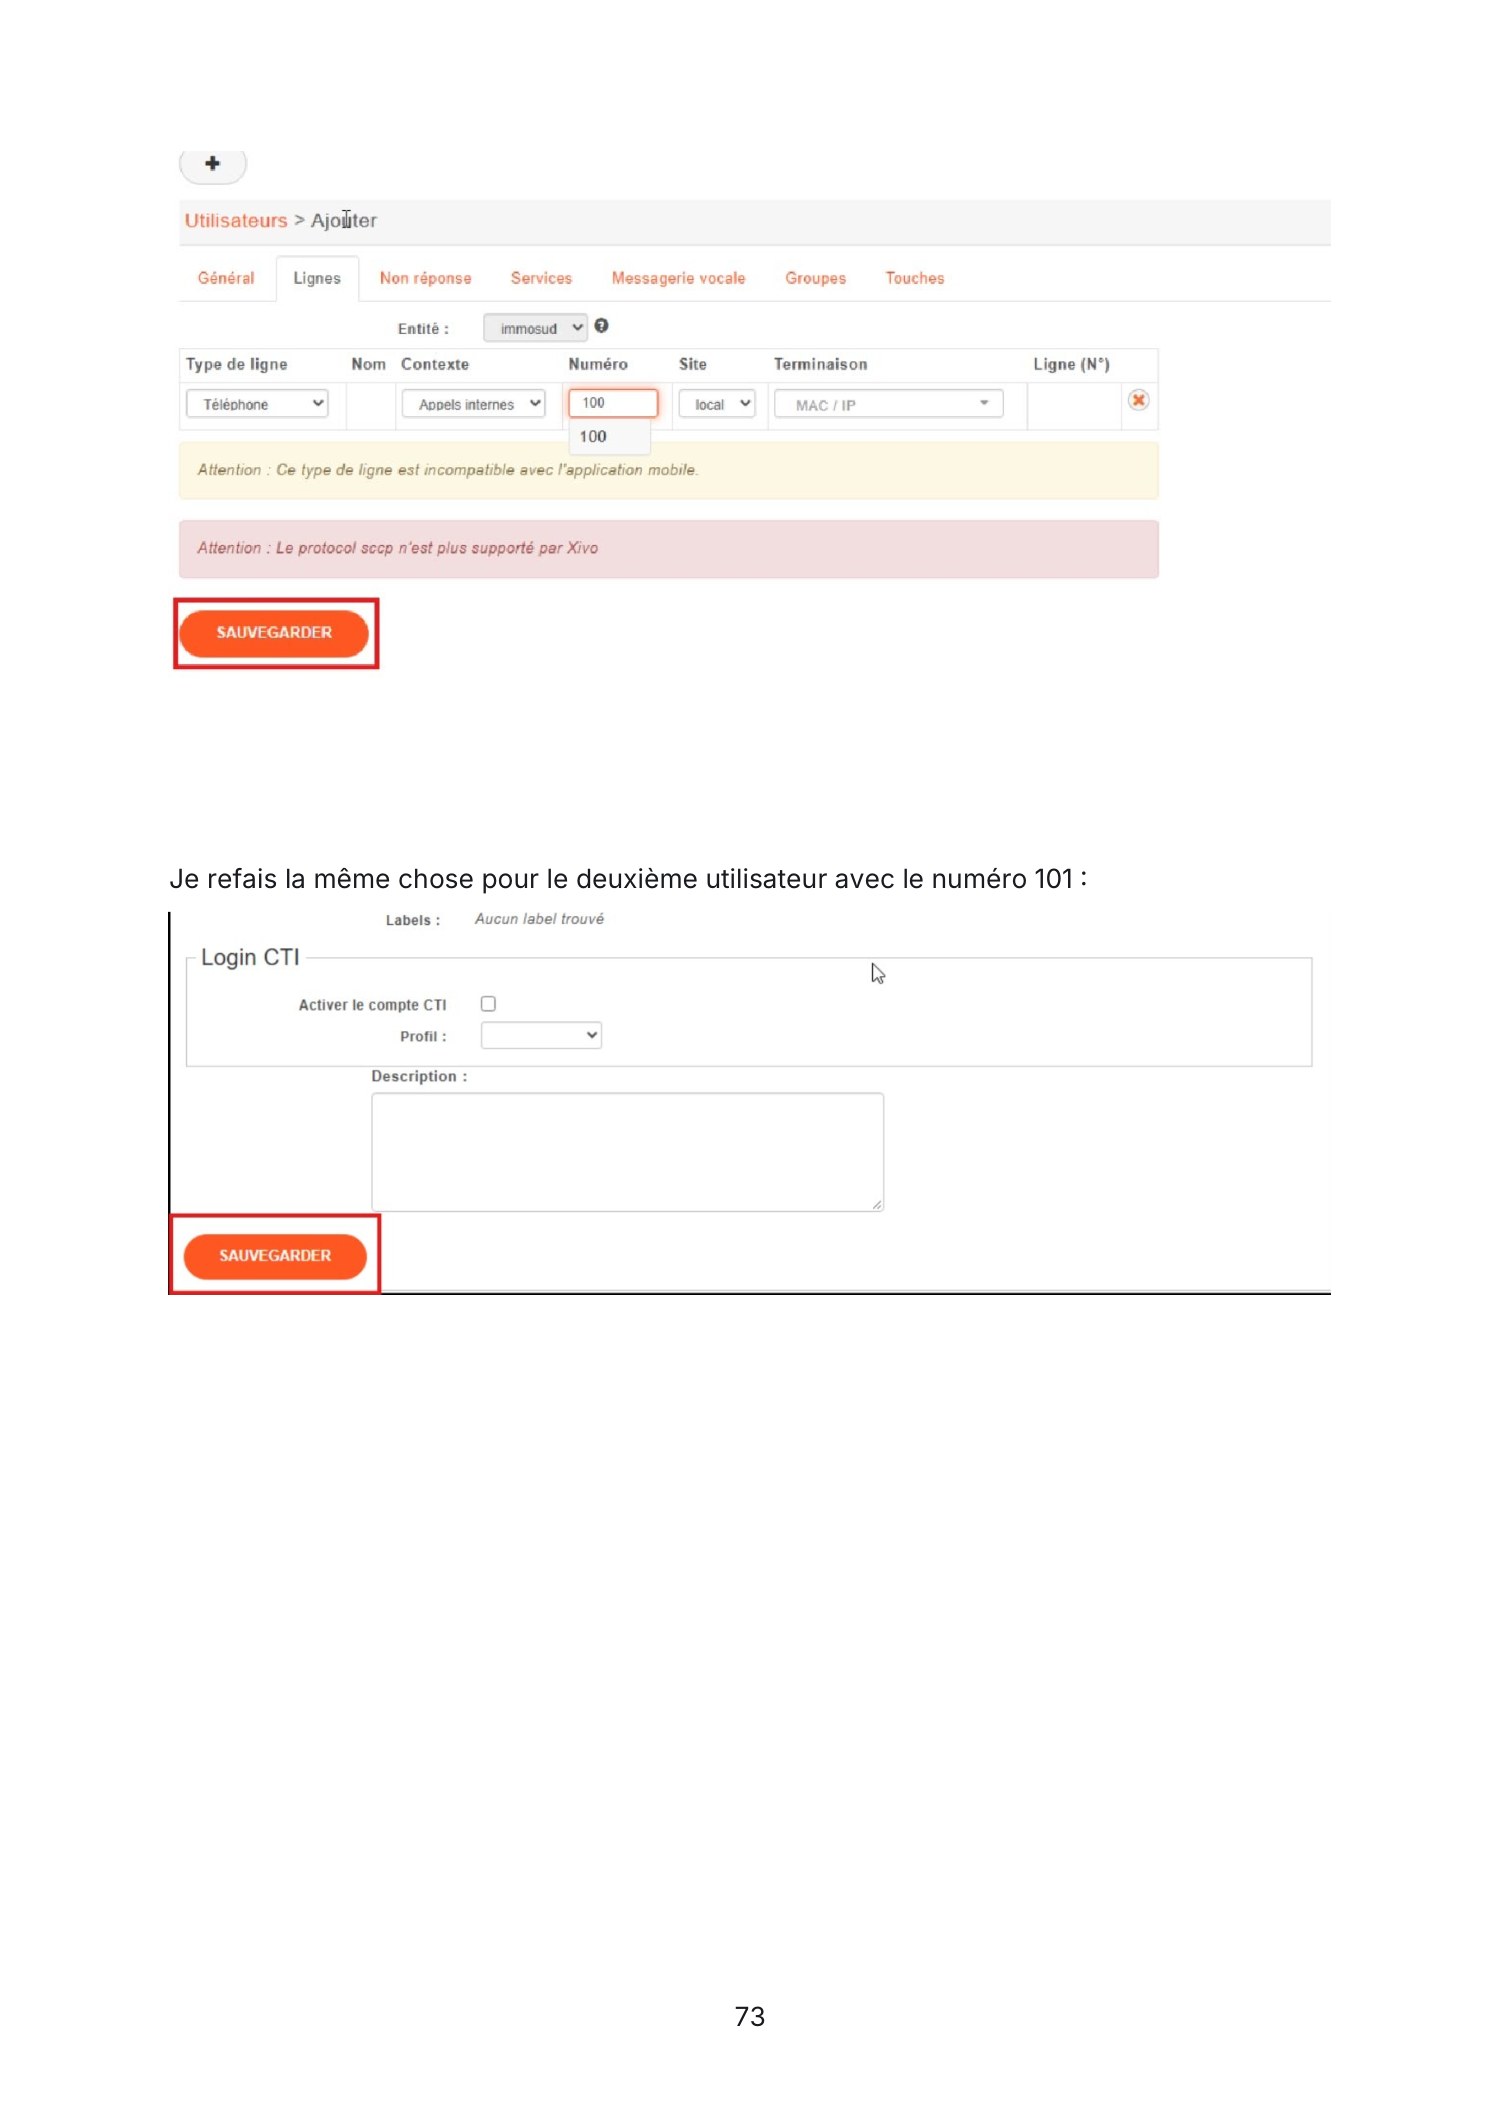 Utilisateurs > Ajouter
Général Lignes Non réponse Services Messagerie vocale Groupes Touches
Entité : immosud
Type de ligne Nom Contexte Numéro Site Terminaison Ligne (N°)
Téléphone Appels internes 100 local MAC / IP
100
Attention : Ce type de ligne est incompatible avec l'application mobile.
Attention : Le protocol sccp n'est plus supporté par Xivo
SAUVEGARDER
Je refais la même chose pour le deuxième utilisateur avec le numéro 101 :
Labels : Aucun label trouvé
Login CTI
Activer le compte CTI
Profil :
Description :
SAUVEGARDER
73